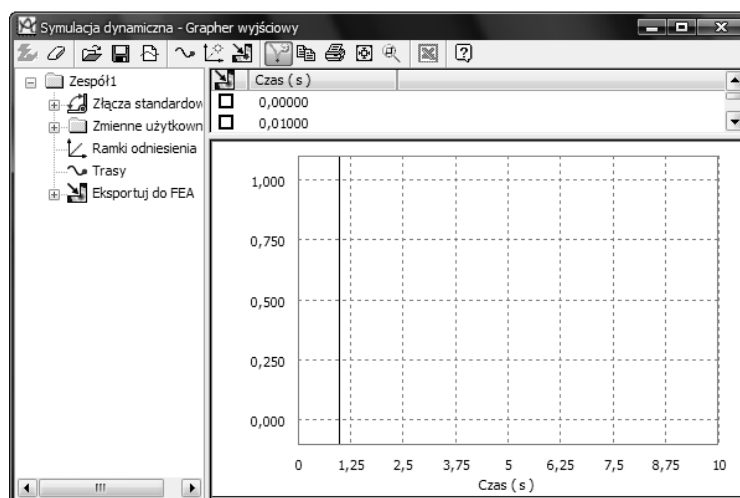 Symulacja dynamiczna - Grapher wyjściowy
Zespół1
Złącza standardow
Zmienne użytkown
Ramki odniesienia
Trasy
Eksportuj do FEA
Czas ( s )
0,00000
0,01000
1,000
0,750
0,500
0,250
0,000
0 1,25 2,5 3,75 5 6,25 7,5 8,75 10
Czas ( s )